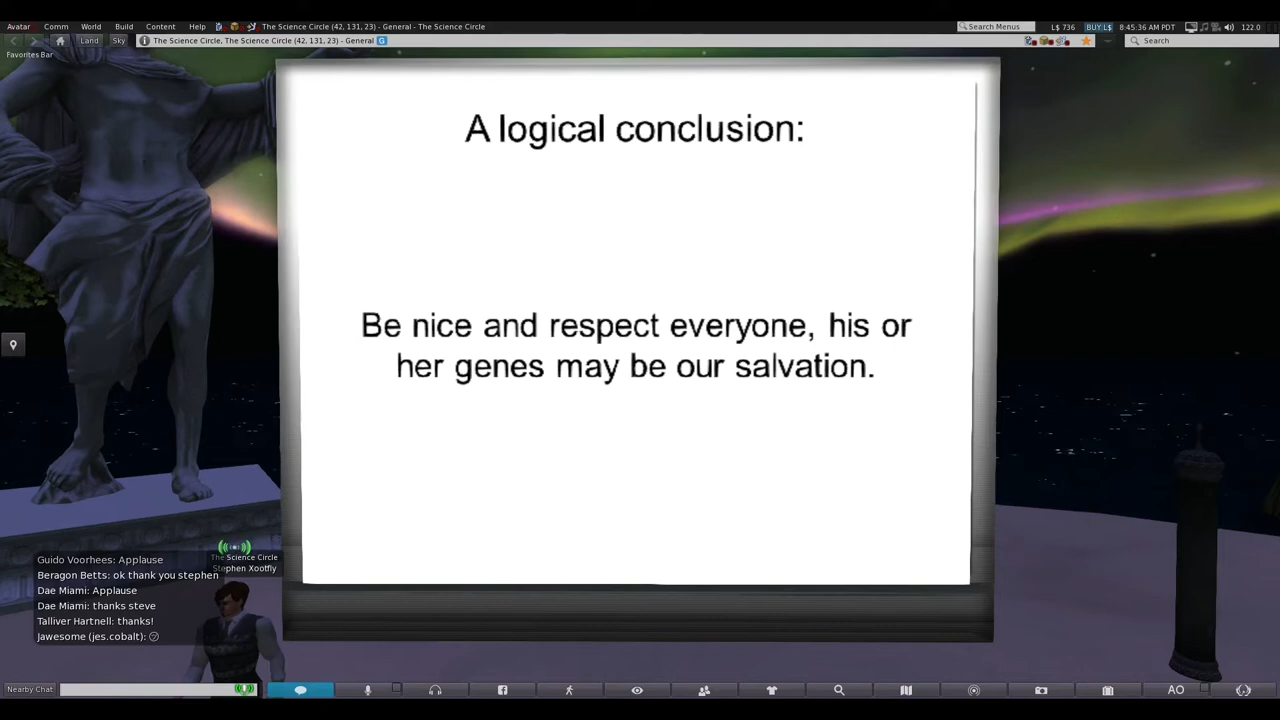 Avatar Comm World Build Content Help The Science Circle (42, 131, 23) - General - The Science Circle Search Menus L$ 736 BUY L$ 8:45:36 PDT 122.0
Land Sky The Science Circle, The Science Circle (42, 131, 23) - General G Search
Favorites Bar
A logical conclusion:
Be nice and respect everyone, his or
her genes may be our salvation.
The Science Circle
Stephen Xootfly
Guido Voorhees: Applause
Beragon Betts: ok thank you stephen
Dae Miami: Applause
Dae Miami: thanks steve
Talliver Hartnell: thanks!
Jawesome (jes.cobalt):
Nearby Chat AO